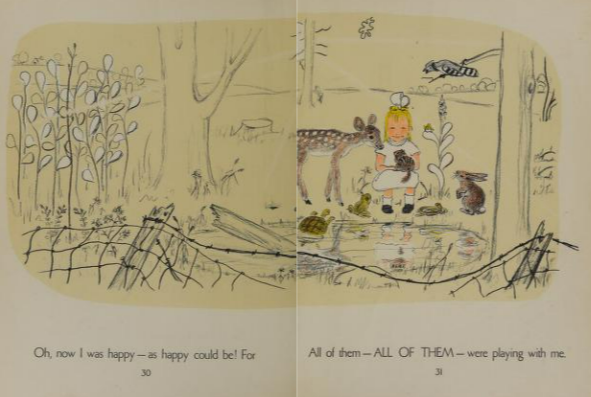 Oh, now I was happy — as happy could be! For
30
All of them — ALL OF THEM — were playing with me.
31